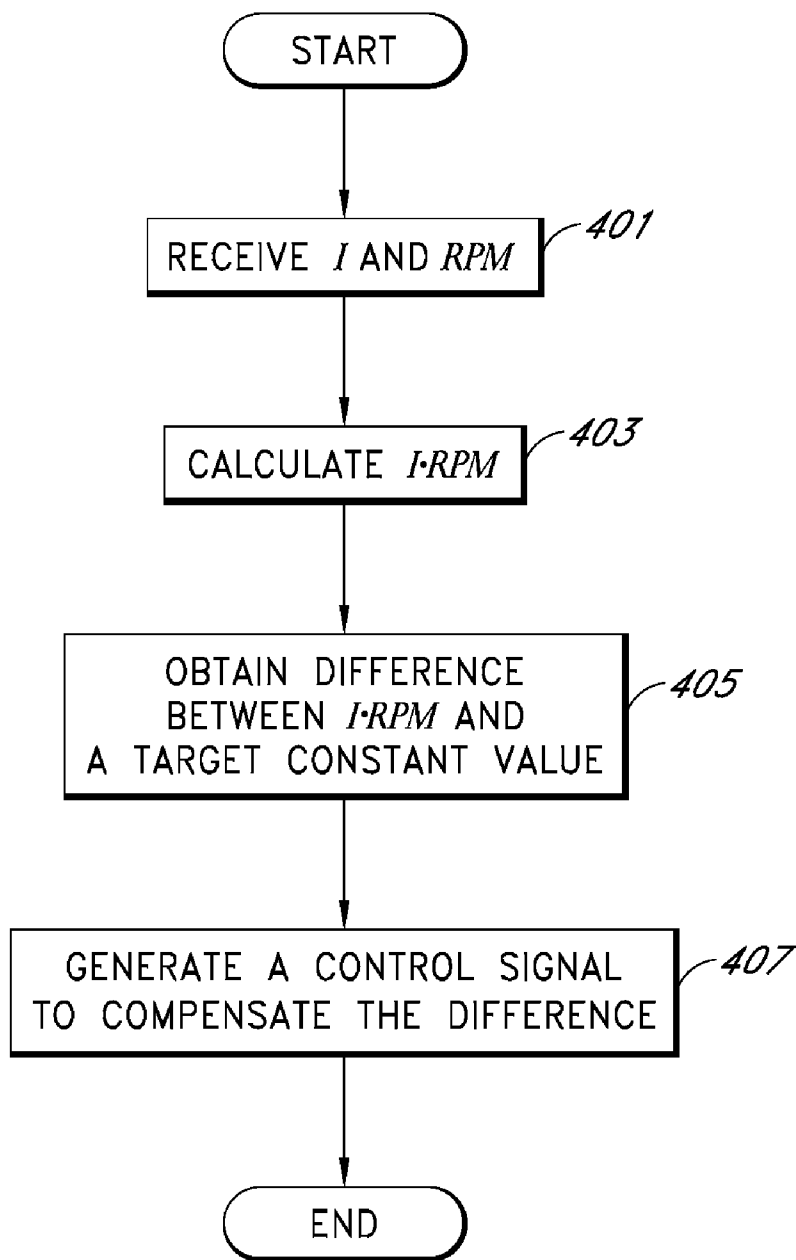 START
RECEIVE I AND RPM
401
CALCULATE I·RPM
403
OBTAIN DIFFERENCE
BETWEEN I·RPM AND
A TARGET CONSTANT VALUE
405
GENERATE A CONTROL SIGNAL
TO COMPENSATE THE DIFFERENCE
407
END